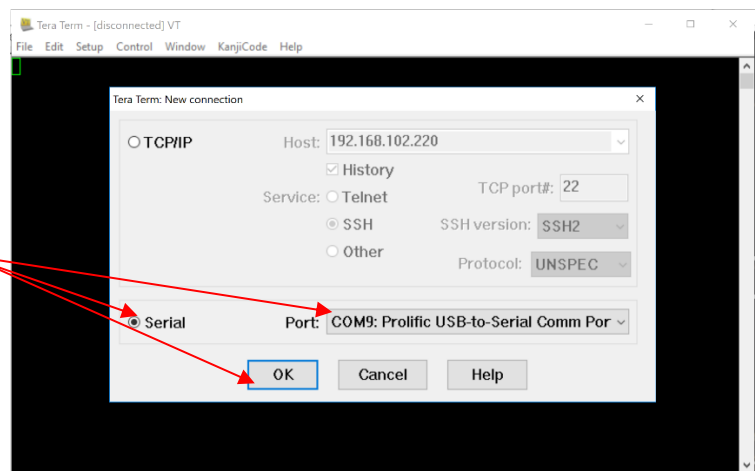 Tera Term - [disconnected] VT
File Edit Setup Control Window KanjiCode Help
Tera Term: New connection
TCP/IP Host: 192.168.102.220
History
Service: Telnet TCP port#: 22
SSH SSH version: SSH2
Other Protocol: UNSPEC
Serial Port: COM9: Prolific USB-to-Serial Comm Por
OK Cancel Help